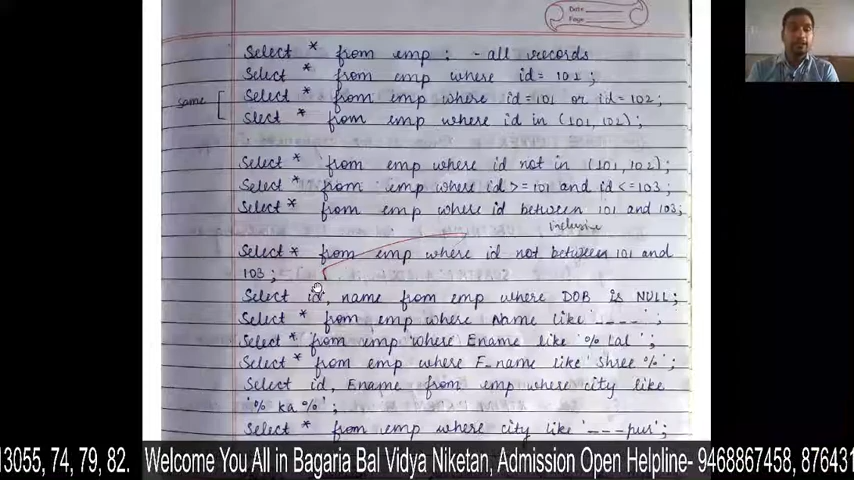 Date
Page
Select * from emp ; - all records
Select * from emp where id = 101 ;
Select * from emp where id = 101 or id = 102 ;
same
Slect * from emp where id in (101, 102) ;
Select * from emp where id not in (101, 102) ;
Select * from emp where id >= 101 and id <= 103 ;
Select * from emp where id between 101 and 103 ;
inclusive
Select * from emp where id not between 101 and
103 ;
Select id, name from emp where DOB is NULL ;
Select * from emp where Name like '_ _ _ _' ;
Select * from emp where Ename like '% Lal ' ;
Select * from emp where E_name like ' Shree %' ;
Select id, Ename from emp where city like
'% ka %' ;
Select * from emp where city like '_ _ _ pur' ;
13055, 74, 79, 82. Welcome You All in Bagaria Bal Vidya Niketan, Admission Open Helpline- 9468867458, 876431